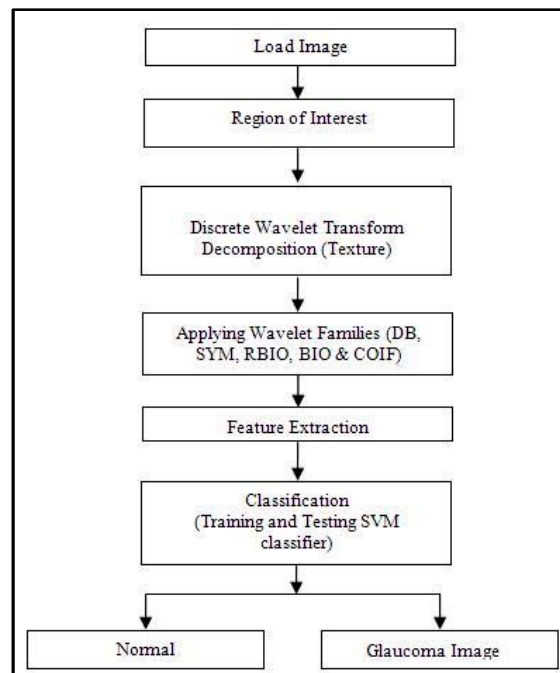 Load Image
Region of Interest
Discrete Wavelet Transform
Decomposition (Texture)
Applying Wavelet Families (DB,
SYM, RBIO, BIO & COIF)
Feature Extraction
Classification
(Training and Testing SVM
classifier)
Normal
Glaucoma Image